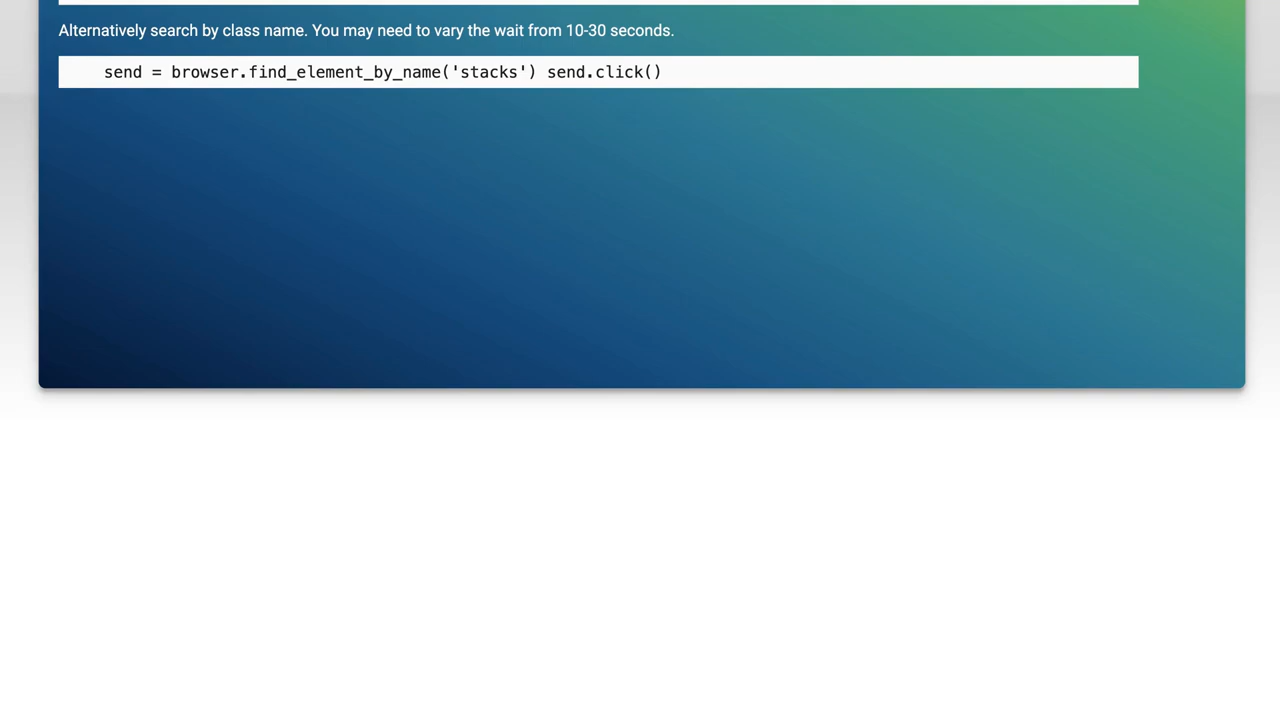 Alternatively search by class name. You may need to vary the wait from 10-30 seconds.
send = browser.find_element_by_name('stacks') send.click()